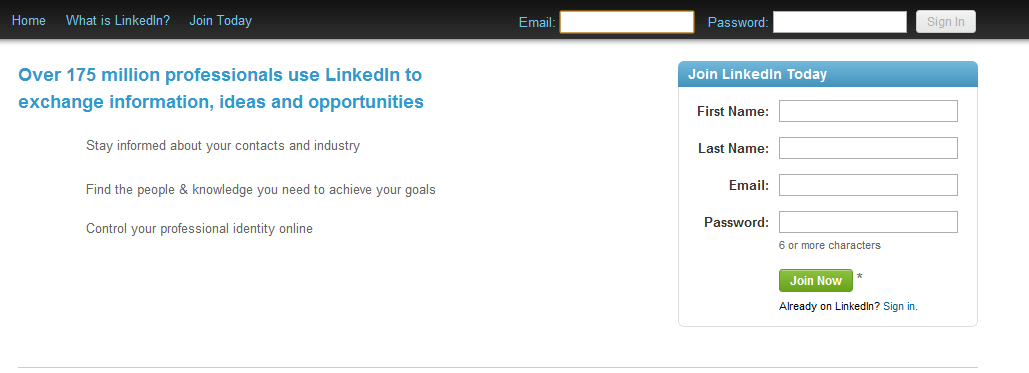 Home What is LinkedIn? Join Today Email: Password: Sign In
Over 175 million professionals use LinkedIn to
exchange information, ideas and opportunities
Stay informed about your contacts and industry
Find the people & knowledge you need to achieve your goals
Control your professional identity online
Join LinkedIn Today
First Name:
Last Name:
Email:
Password:
6 or more characters
Join Now *
Already on LinkedIn? Sign in.